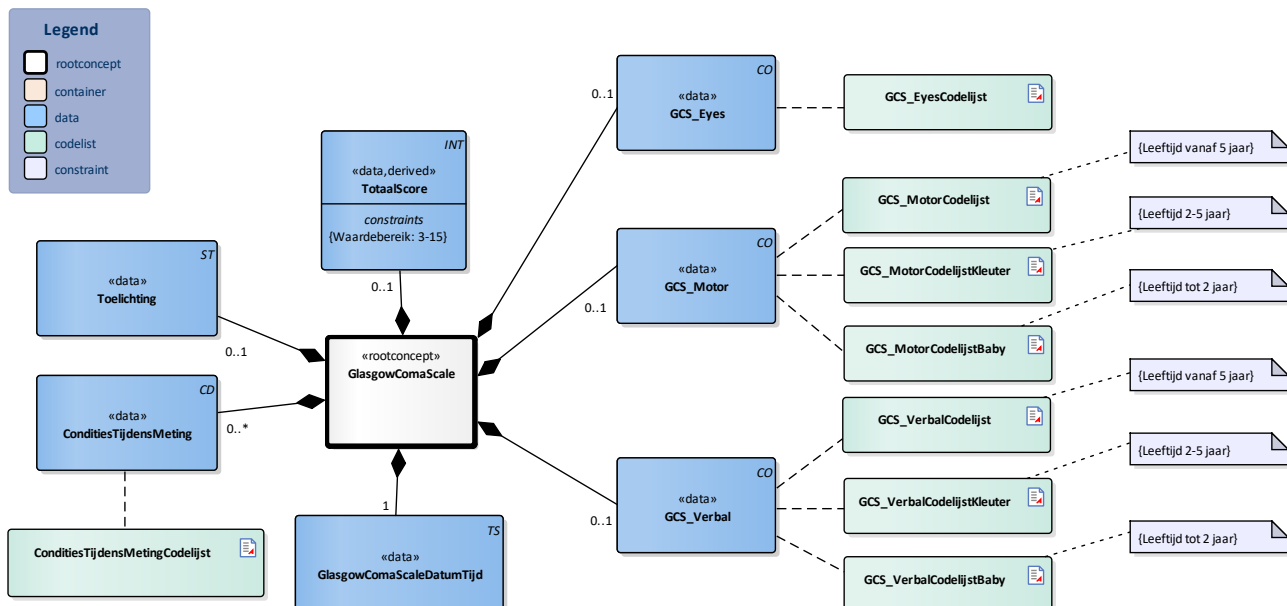 Legend
rootconcept
container
data
codelist
constraint
INT
«data,derived»
TotaalScore
constraints
{Waardebereik: 3-15}
0..1
ST
«data»
Toelichting
0..1
CD
«data»
ConditiesTijdensMeting
0..*
ConditiesTijdensMetingCodelijst
«rootconcept»
GlasgowComaScale
1
TS
«data»
GlasgowComaScaleDatumTijd
CO
«data»
GCS_Eyes
0..1
GCS_EyesCodelijst
CO
«data»
GCS_Motor
0..1
GCS_MotorCodelijst
{Leeftijd vanaf 5 jaar}
GCS_MotorCodelijstKleuter
{Leeftijd 2-5 jaar}
GCS_MotorCodelijstBaby
{Leeftijd tot 2 jaar}
CO
«data»
GCS_Verbal
0..1
GCS_VerbalCodelijst
{Leeftijd vanaf 5 jaar}
GCS_VerbalCodelijstKleuter
{Leeftijd 2-5 jaar}
GCS_VerbalCodelijstBaby
{Leeftijd tot 2 jaar}